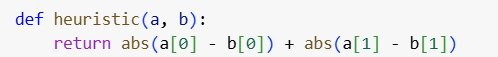 def heuristic(a, b):
    return abs(a[0] - b[0]) + abs(a[1] - b[1])